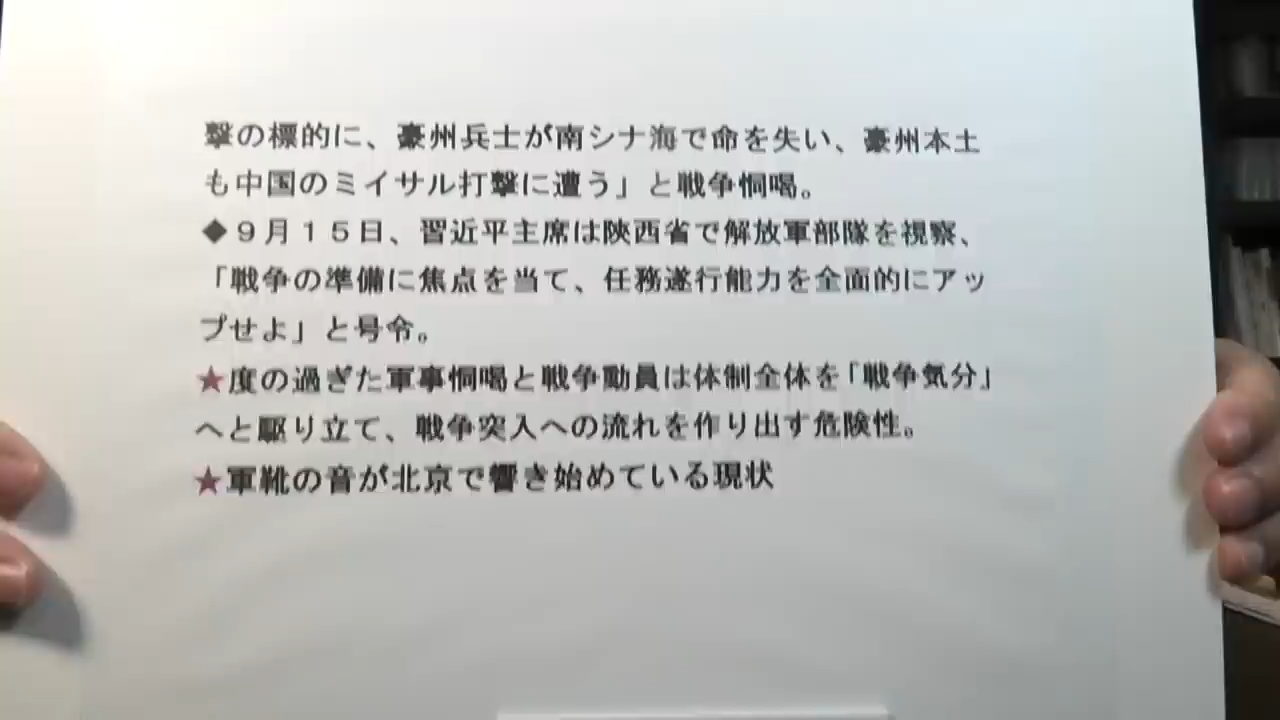 撃の標的に、豪州兵士が南シナ海で命を失い、豪州本土
も中国のミイサル打撃に遭う」と戦争恫喝。
◆９月１５日、習近平主席は陝西省で解放軍部隊を視察、
「戦争の準備に焦点を当て、任務遂行能力を全面的にアッ
プせよ」と号令。
★度の過ぎた軍事恫喝と戦争動員は体制全体を「戦争気分」
へと駆り立て、戦争突入への流れを作り出す危険性。
★軍靴の音が北京で響き始めている現状